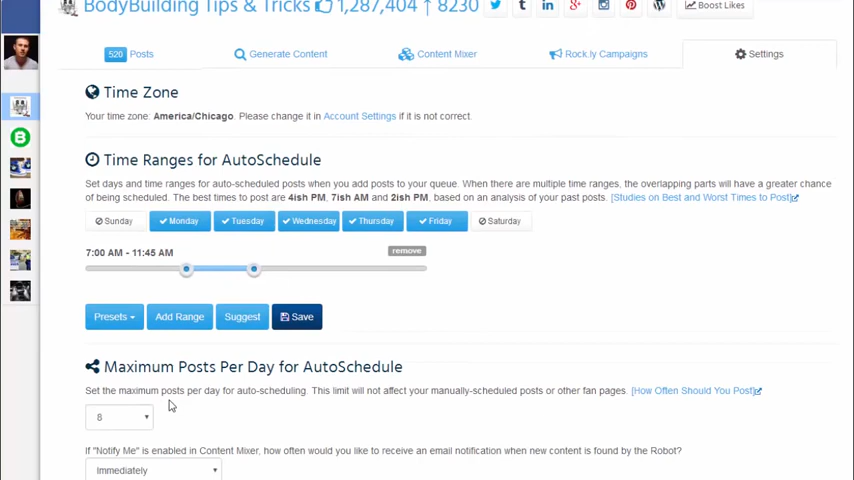 BodyBuilding Tips & Tricks 1,287,404 ↑ 8230
t in g+ Boost Likes
520 Posts Generate Content Content Mixer Rock.ly Campaigns Settings
Time Zone
Your time zone: America/Chicago. Please change it in Account Settings if it is not correct.
Time Ranges for AutoSchedule
Set days and time ranges for auto-scheduled posts when you add posts to your queue. When there are multiple time ranges, the overlapping parts will have a greater chance
of being scheduled. The best times to post are 4ish PM, 7ish AM and 2ish PM, based on an analysis of your past posts. [Studies on Best and Worst Times to Post]
Sunday Monday Tuesday Wednesday Thursday Friday Saturday
7:00 AM - 11:45 AM remove
Presets Add Range Suggest Save
Maximum Posts Per Day for AutoSchedule
Set the maximum posts per day for auto-scheduling. This limit will not affect your manually-scheduled posts or other fan pages. [How Often Should You Post]
8
If "Notify Me" is enabled in Content Mixer, how often would you like to receive an email notification when new content is found by the Robot?
Immediately